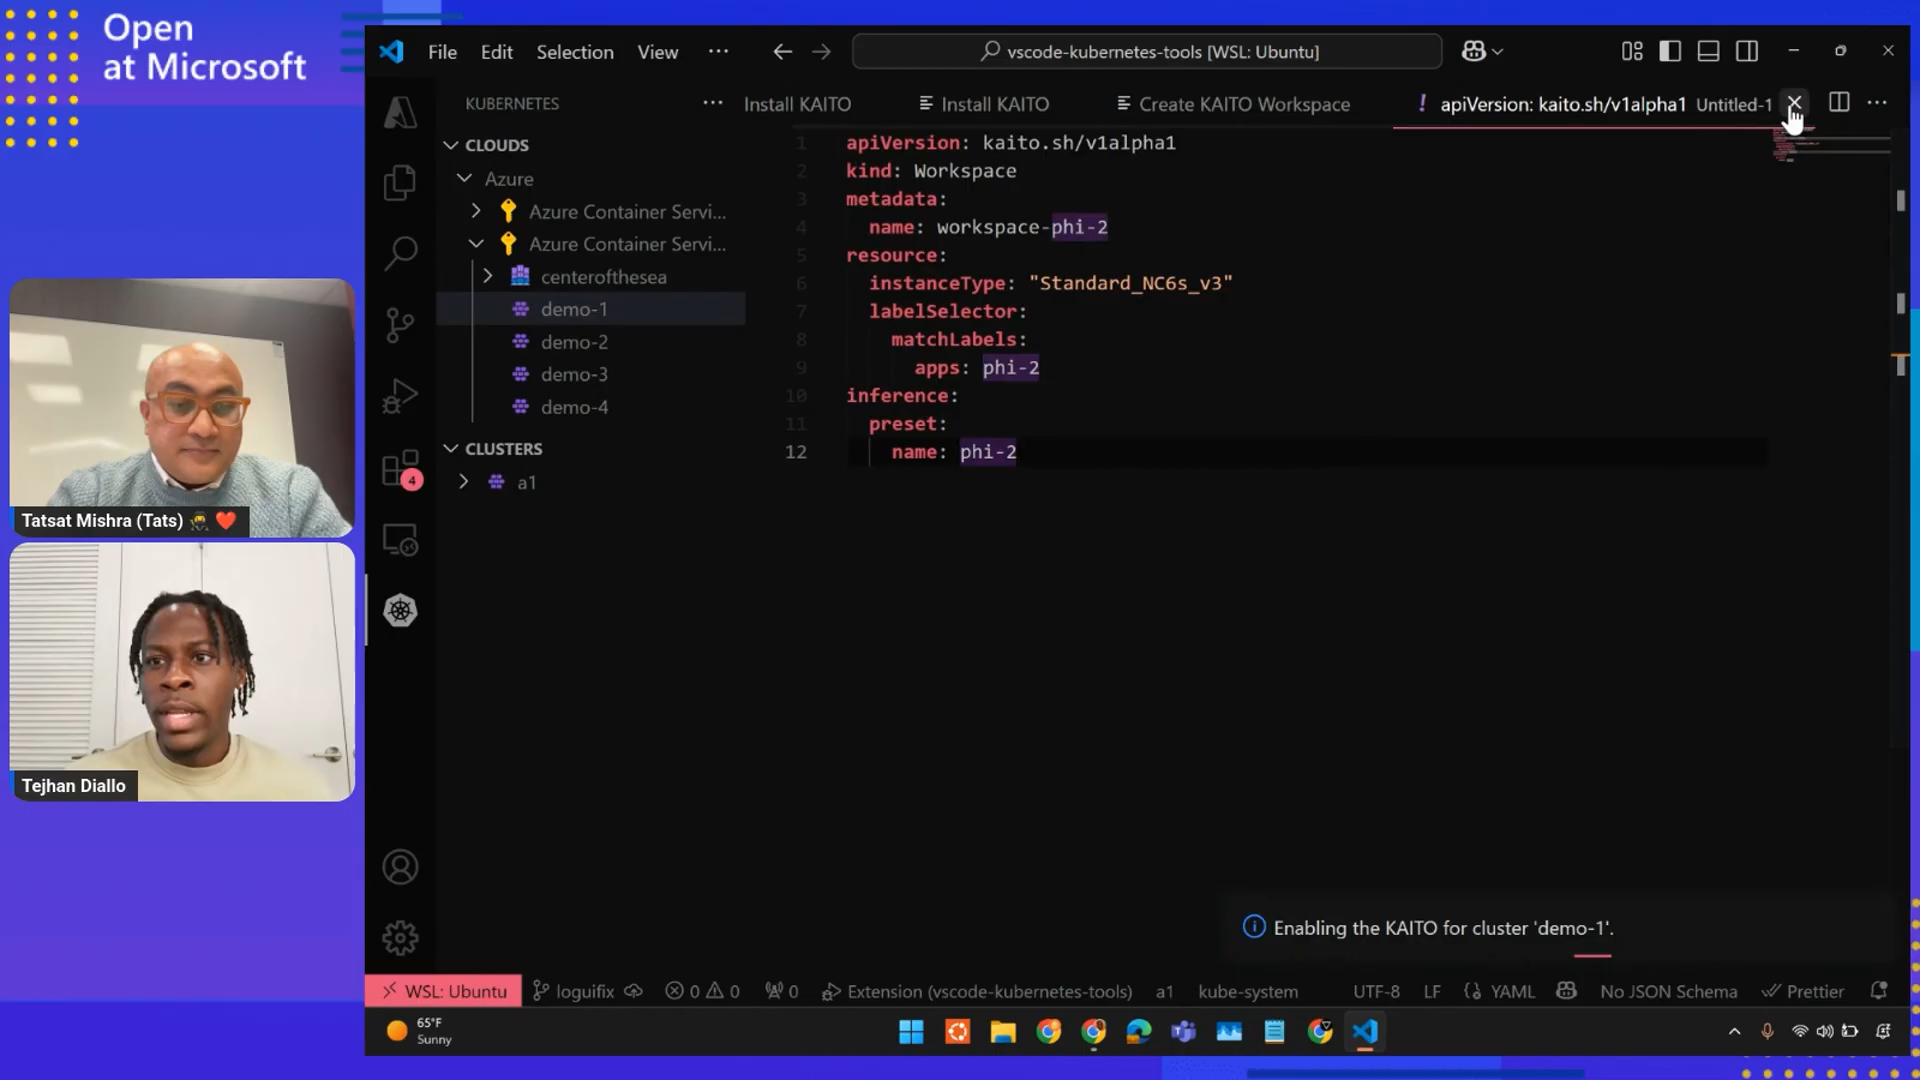 Open
at Microsoft
File Edit Selection View ··· vscode-kubernetes-tools [WSL: Ubuntu]
KUBERNETES ··· Install KAITO Install KAITO Create KAITO Workspace ! apiVersion: kaito.sh/v1alpha1 Untitled-1 ···
CLOUDS
Azure
Azure Container Servi...
Azure Container Servi...
centerofthesea
demo-1
demo-2
demo-3
demo-4
CLUSTERS
a1
1 apiVersion: kaito.sh/v1alpha1
2 kind: Workspace
3 metadata:
4 name: workspace-phi-2
5 resource:
6 instanceType: "Standard_NC6s_v3"
7 labelSelector:
8 matchLabels:
9 apps: phi-2
10 inference:
11 preset:
12 name: phi-2
4
Tatsat Mishra (Tats) 🥷 ❤️
Tejhan Diallo
Enabling the KAITO for cluster 'demo-1'.
WSL: Ubuntu loguifix 0 0 0 Extension (vscode-kubernetes-tools) a1 kube-system UTF-8 LF {} YAML No JSON Schema Prettier
65°F
Sunny